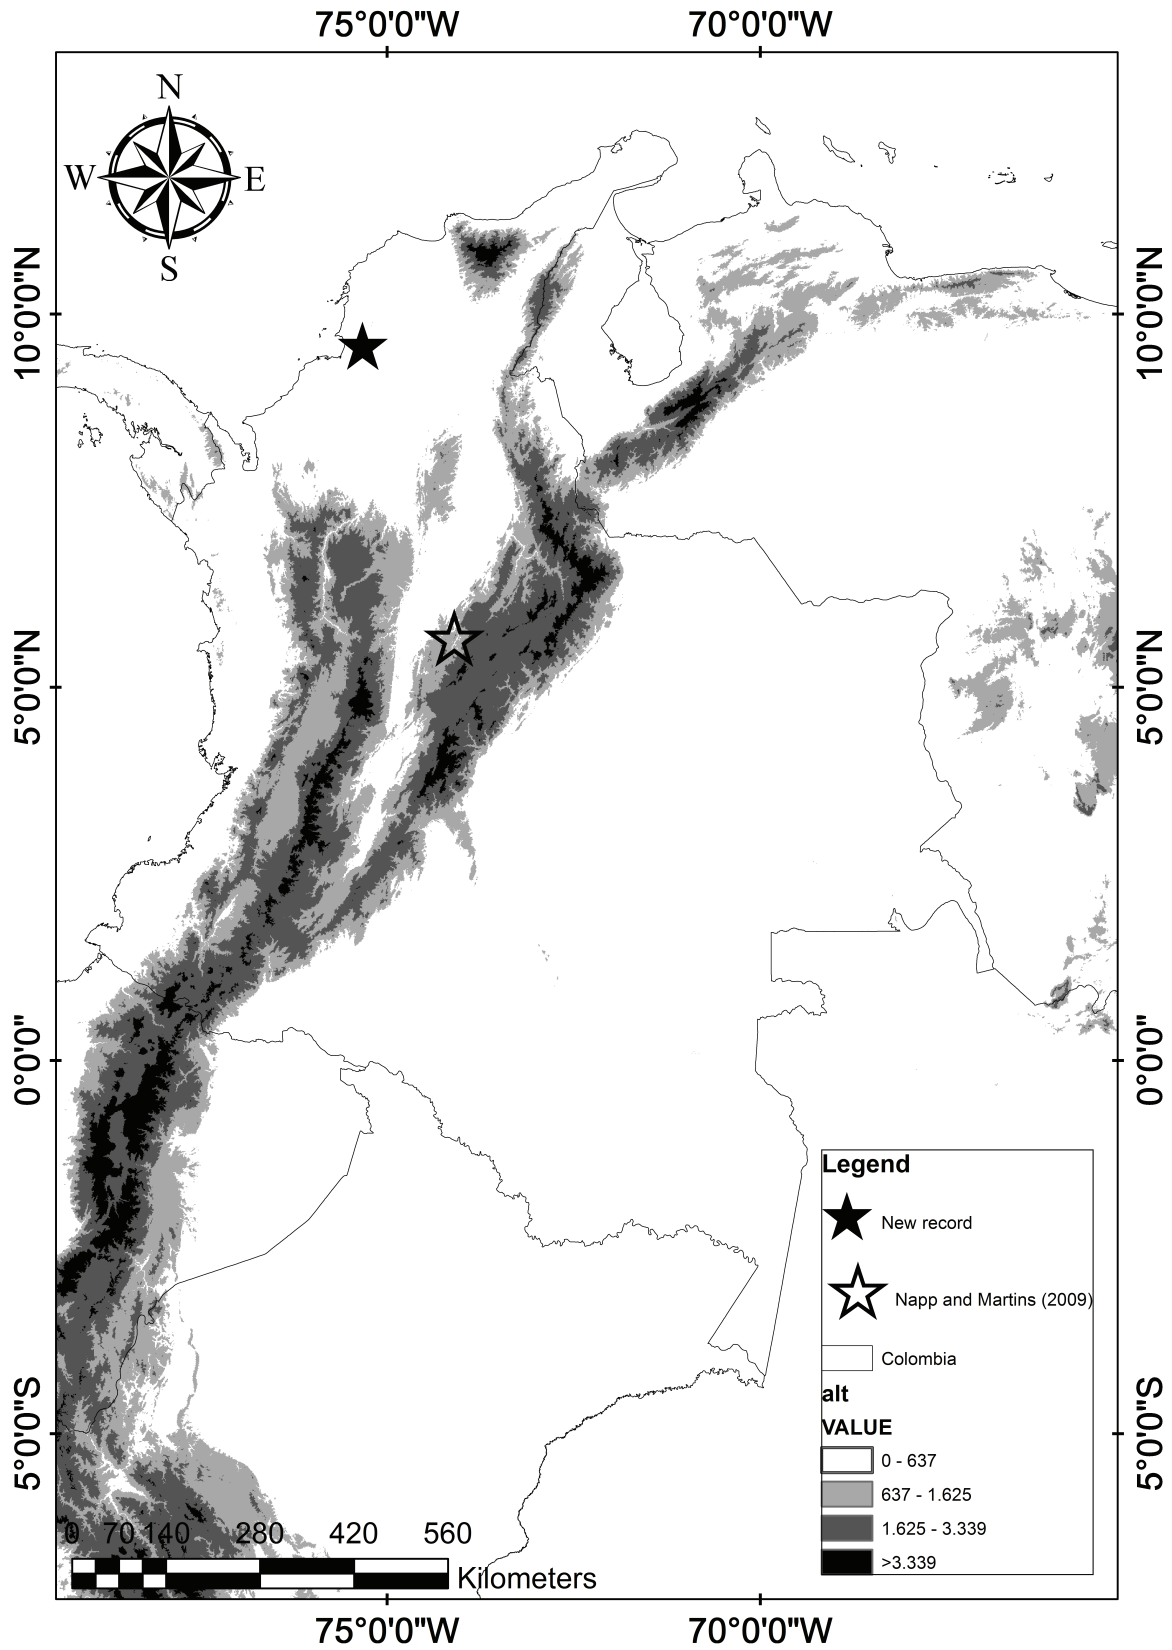 75°0'0"W
70°0'0"W
N
W
E
S
10°0'0"N
10°0'0"N
5°0'0"N
5°0'0"N
0°0'0"
0°0'0"
5°0'0"S
5°0'0"S
Legend
New record
Napp and Martins (2009)
Colombia
alt
VALUE
0 - 637
637 - 1.625
1.625 - 3.339
>3.339
0 70 140 280 420 560
Kilometers
75°0'0"W
70°0'0"W